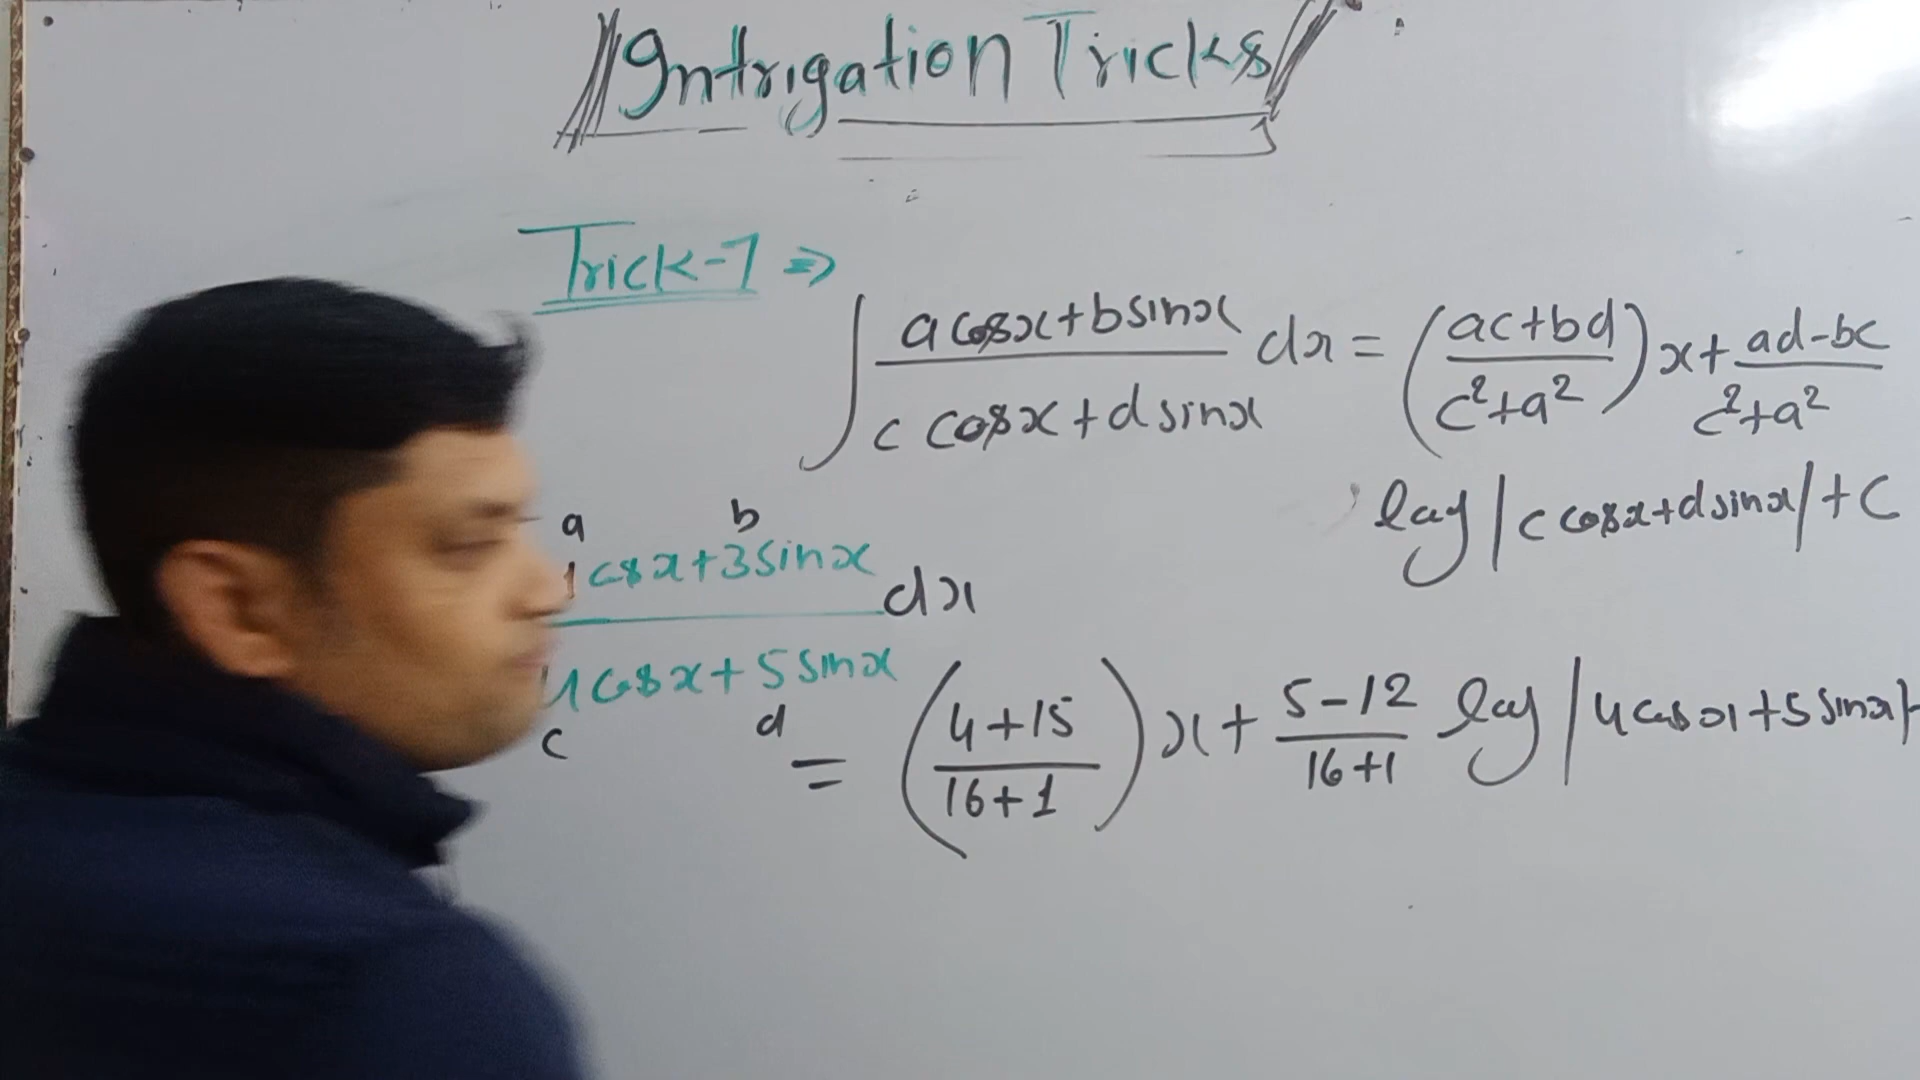 Intrigation Tricks
Trick-1 ⇒
∫ (a cosx + b sinx)/(c cosx + d sinx) dx = ((ac+bd)/(c²+a²)) x + (ad-bc)/(c²+a²)
log |c cosx + d sinx| + C
a b
1 cosx + 3 sinx
dx
4 cosx + 5 sinx
c d
= ((4+15)/(16+1)) x + (5-12)/(16+1) log |4 cosx + 5 sinx| +